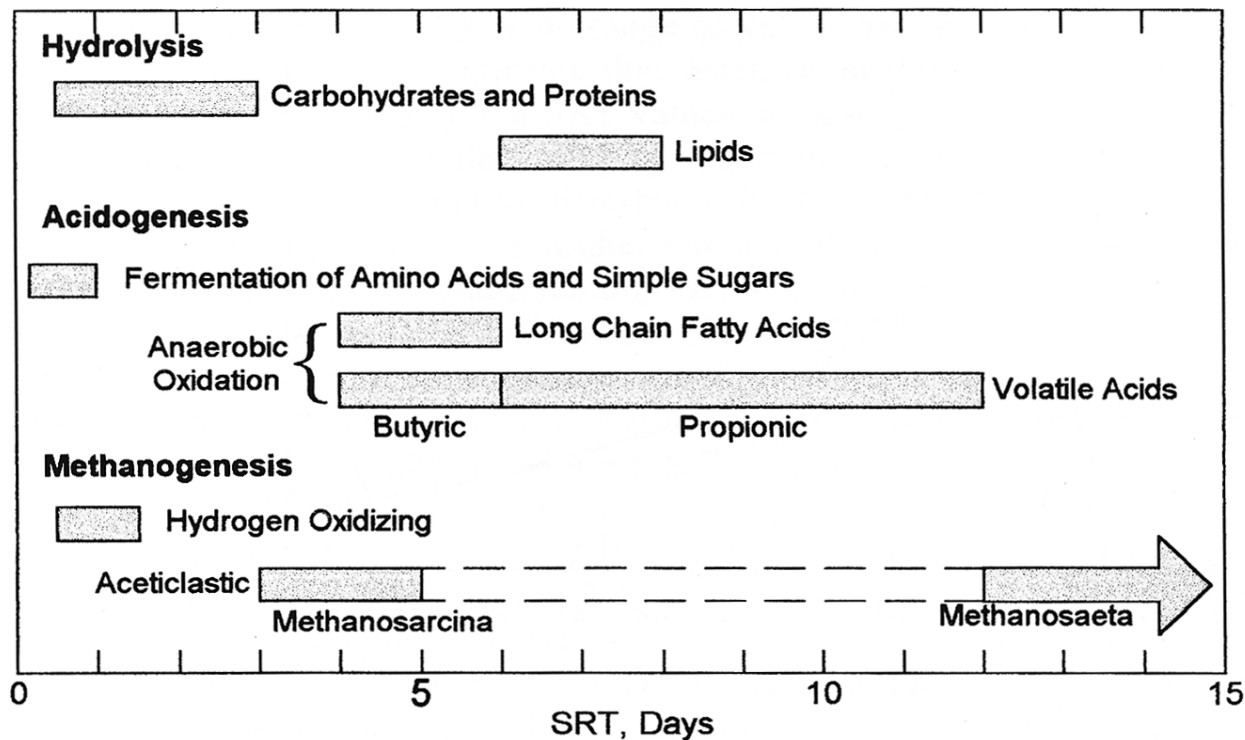 Hydrolysis
Carbohydrates and Proteins
Lipids
Acidogenesis
Fermentation of Amino Acids and Simple Sugars
Anaerobic
Oxidation
Long Chain Fatty Acids
Volatile Acids
Butyric
Propionic
Methanogenesis
Hydrogen Oxidizing
Aceticlastic
Methanosarcina
Methanosaeta
0
5
10
15
SRT, Days